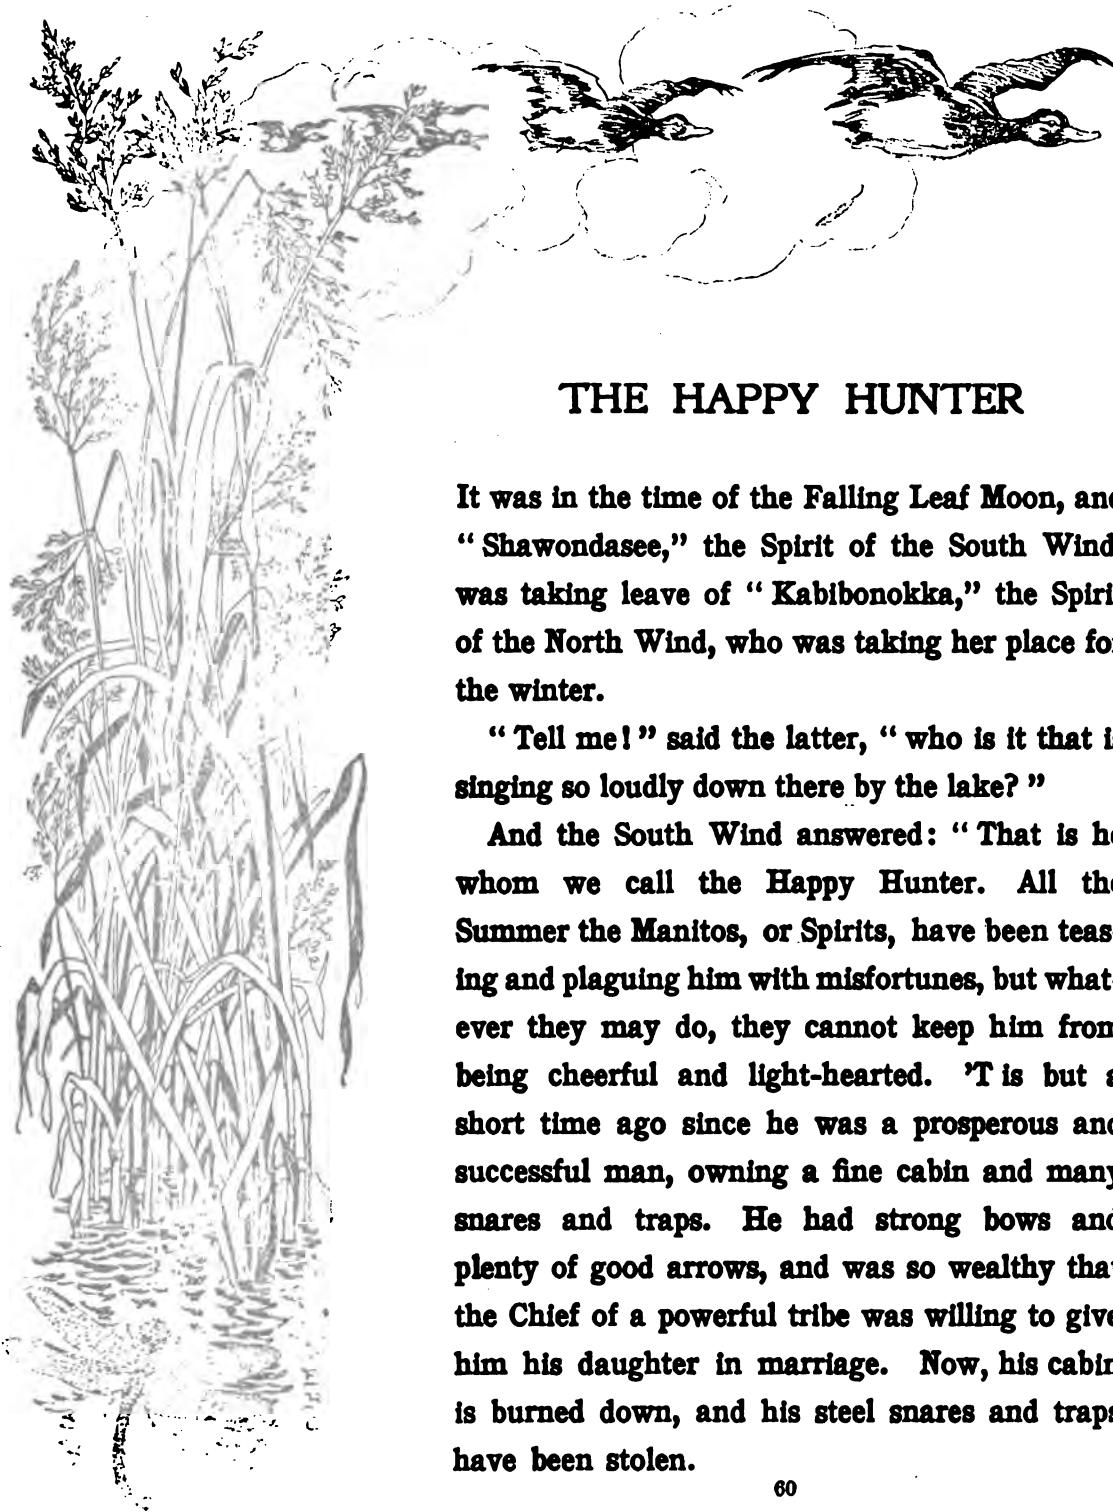 THE HAPPY HUNTER
It was in the time of the Falling Leaf Moon, and
“ Shawondasee,” the Spirit of the South Wind
was taking leave of “ Kabibonokka,” the Spirit
of the North Wind, who was taking her place for
the winter.
“ Tell me! ” said the latter, “ who is it that is
singing so loudly down there by the lake? ”
And the South Wind answered: “ That is he
whom we call the Happy Hunter. All the
Summer the Manitos, or Spirits, have been teas-
ing and plaguing him with misfortunes, but what-
ever they may do, they cannot keep him from
being cheerful and light-hearted. ’T is but a
short time ago since he was a prosperous and
successful man, owning a fine cabin and many
snares and traps. He had strong bows and
plenty of good arrows, and was so wealthy that
the Chief of a powerful tribe was willing to give
him his daughter in marriage. Now, his cabin
is burned down, and his steel snares and traps
have been stolen.
60